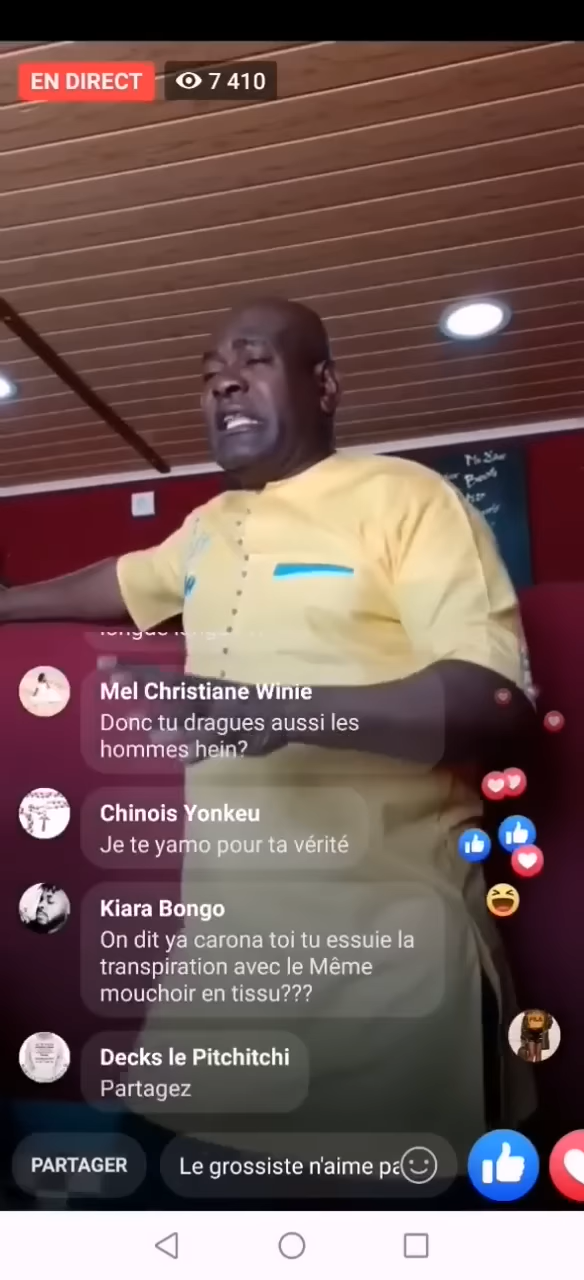 EN DIRECT
7 410
Mel Christiane Winie
Donc tu dragues aussi les
hommes hein?
Chinois Yonkeu
Je te yamo pour ta vérité
Kiara Bongo
On dit ya carona toi tu essuie la
transpiration avec le Même
mouchoir en tissu???
Decks le Pitchitchi
Partagez
PARTAGER
Le grossiste n'aime pa